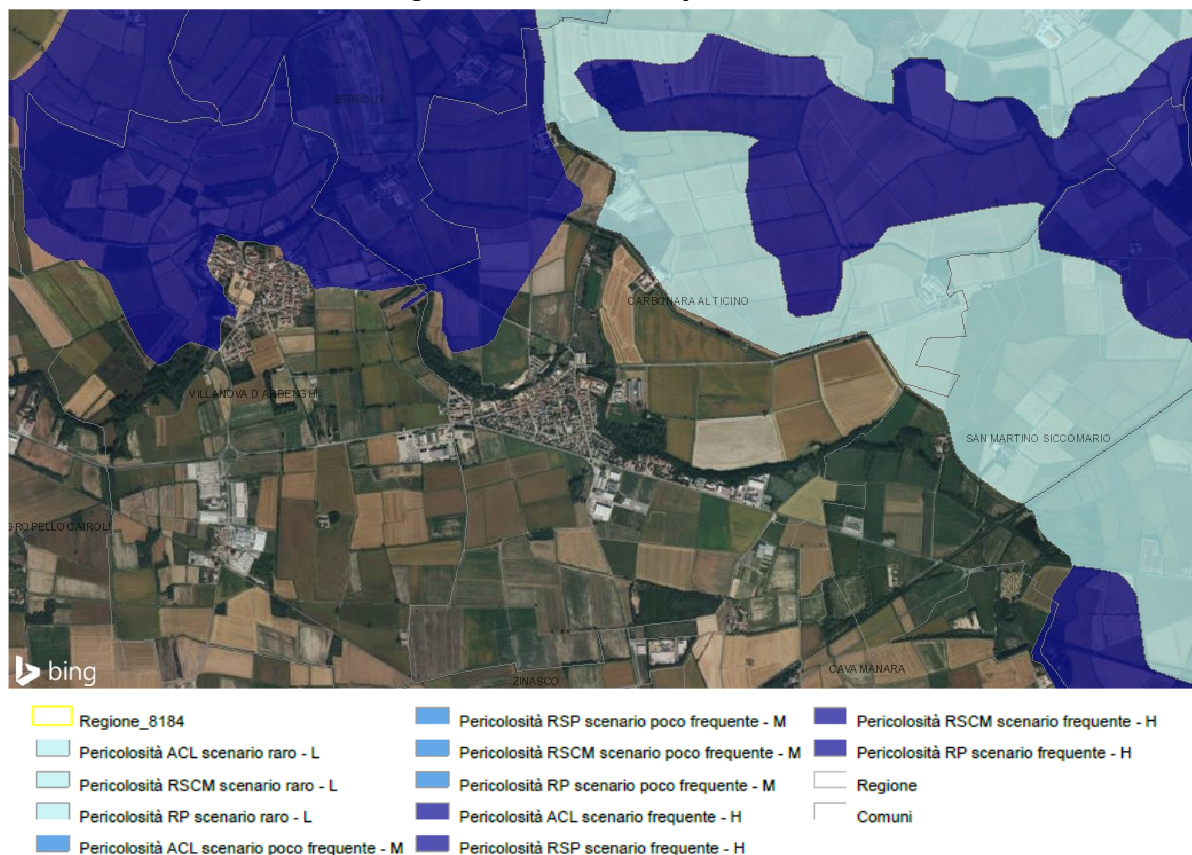 ZERBOLO'
CARBONARA AL TICINO
VILLANOVA D'ARDENGHI
SAN MARTINO SICCOMARIO
GROPELLO CAIROLI
CAVA MANARA
ZINASCO
bing
Regione_8184
Pericolosità ACL scenario raro - L
Pericolosità RSCM scenario raro - L
Pericolosità RP scenario raro - L
Pericolosità ACL scenario poco frequente - M
Pericolosità RSP scenario poco frequente - M
Pericolosità RSCM scenario poco frequente - M
Pericolosità RP scenario poco frequente - M
Pericolosità ACL scenario frequente - H
Pericolosità RSP scenario frequente - H
Pericolosità RSCM scenario frequente - H
Pericolosità RP scenario frequente - H
Regione
Comuni